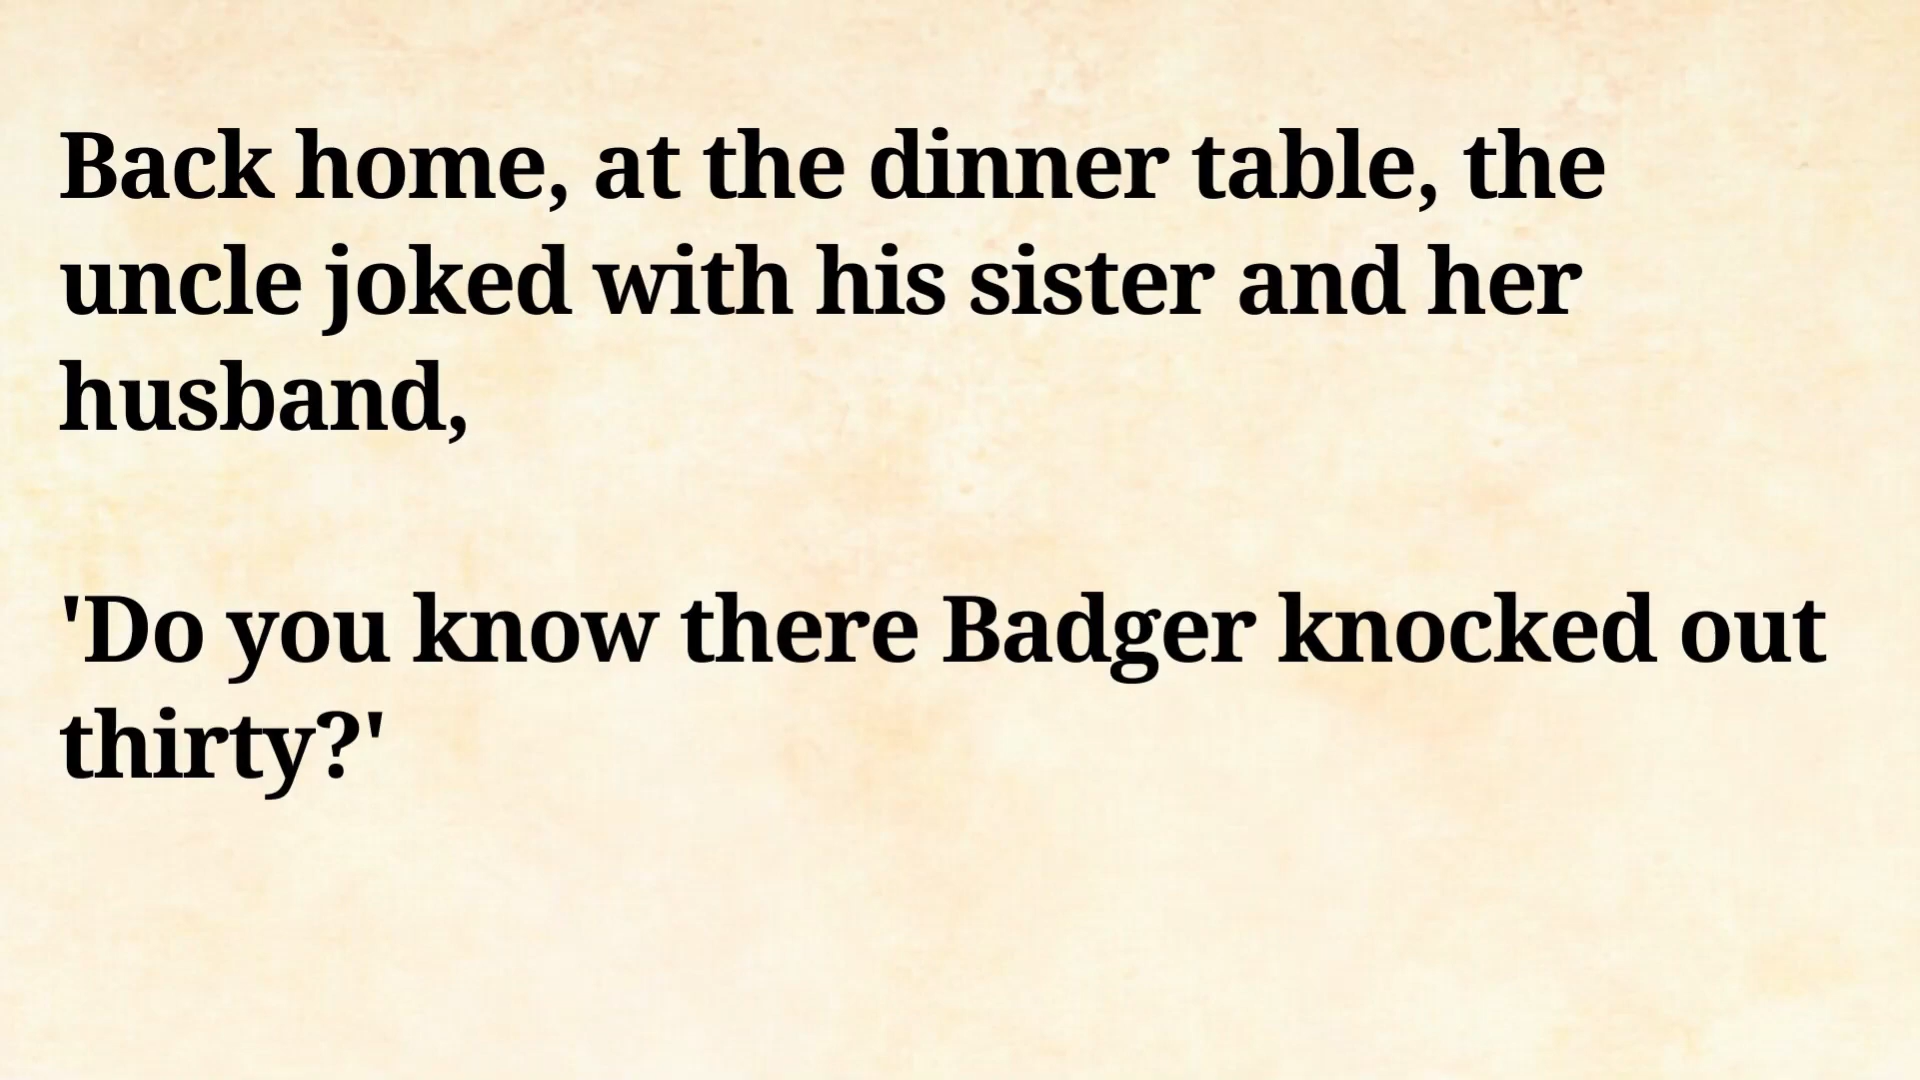 Back home, at the dinner table, the
uncle joked with his sister and her
husband,
'Do you know there Badger knocked out
thirty?'